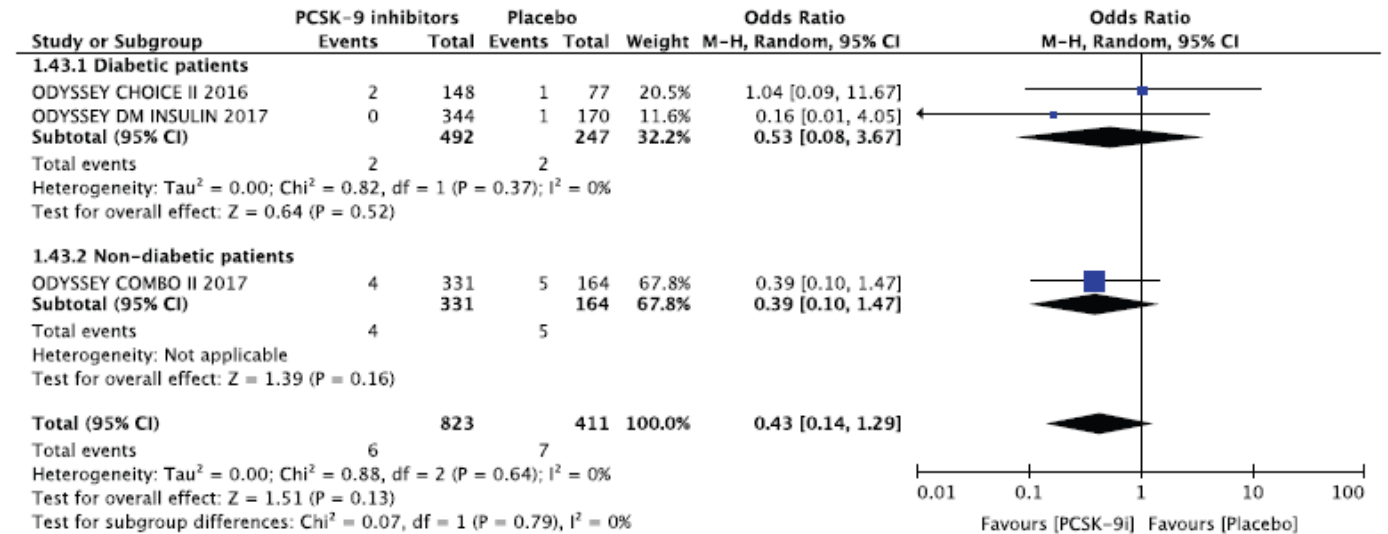 PCSK-9 inhibitors Placebo Odds Ratio Odds Ratio
Study or Subgroup Events Total Events Total Weight M-H, Random, 95% CI M-H, Random, 95% CI
1.43.1 Diabetic patients
ODYSSEY CHOICE II 2016 2 148 1 77 20.5% 1.04 [0.09, 11.67]
ODYSSEY DM INSULIN 2017 0 344 1 170 11.6% 0.16 [0.01, 4.05]
Subtotal (95% CI) 492 247 32.2% 0.53 [0.08, 3.67]
Total events 2 2
Heterogeneity: Tau² = 0.00; Chi² = 0.82, df = 1 (P = 0.37); I² = 0%
Test for overall effect: Z = 0.64 (P = 0.52)
1.43.2 Non-diabetic patients
ODYSSEY COMBO II 2017 4 331 5 164 67.8% 0.39 [0.10, 1.47]
Subtotal (95% CI) 331 164 67.8% 0.39 [0.10, 1.47]
Total events 4 5
Heterogeneity: Not applicable
Test for overall effect: Z = 1.39 (P = 0.16)
Total (95% CI) 823 411 100.0% 0.43 [0.14, 1.29]
Total events 6 7
Heterogeneity: Tau² = 0.00; Chi² = 0.88, df = 2 (P = 0.64); I² = 0%
Test for overall effect: Z = 1.51 (P = 0.13)
Test for subgroup differences: Chi² = 0.07, df = 1 (P = 0.79), I² = 0%
0.01 0.1 1 10 100
Favours [PCSK-9i] Favours [Placebo]